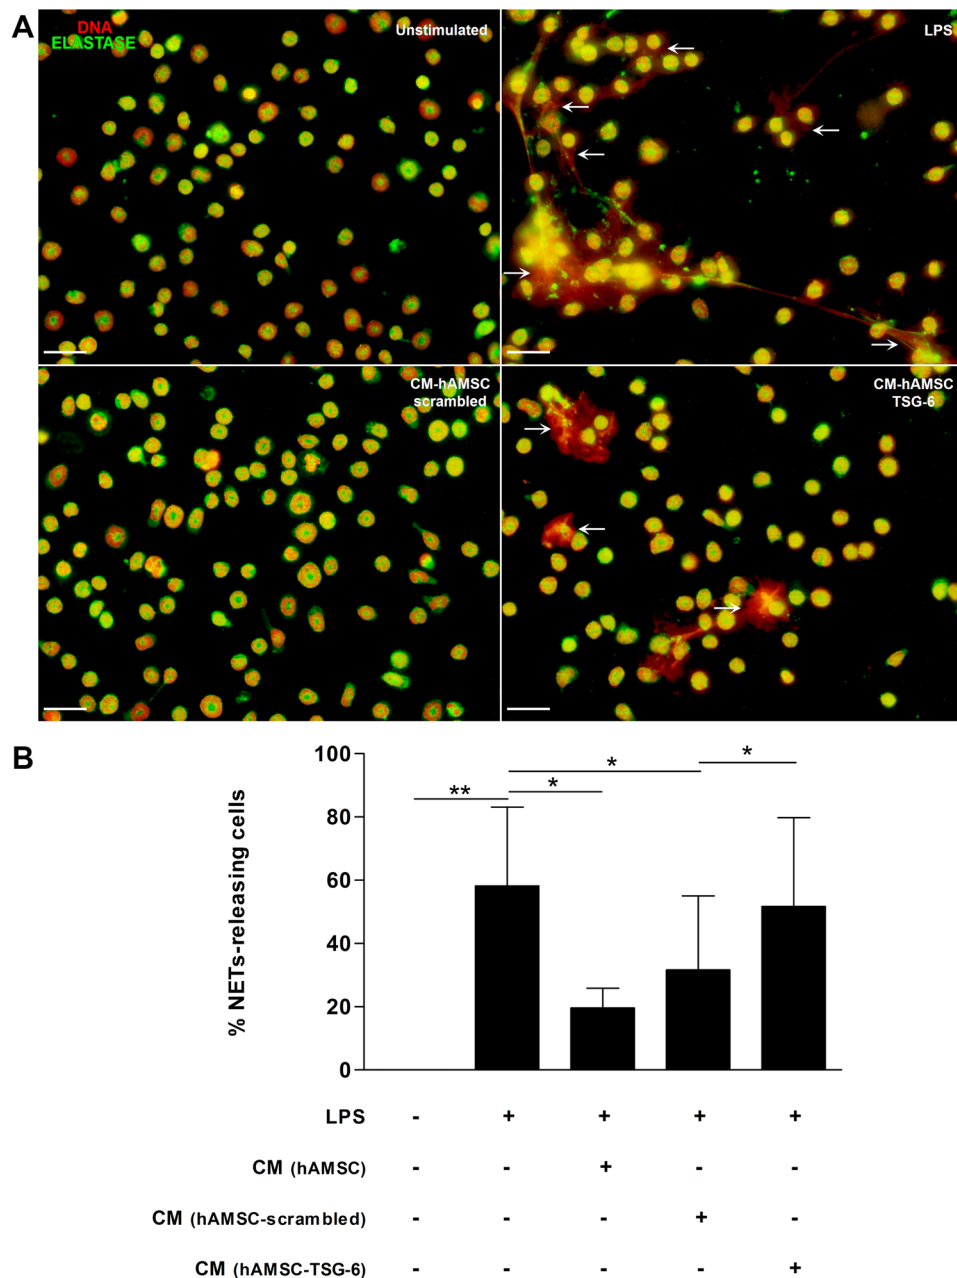 A
DNA
ELASTASE
Unstimulated
LPS
CM-hAMSC
scrambled
CM-hAMSC
TSG-6
B
% NETs-releasing cells
100
80
60
40
20
0
**
*
*
*
LPS - + + + +
CM (hAMSC) - - + - -
CM (hAMSC-scrambled) - - - + -
CM (hAMSC-TSG-6) - - - - +